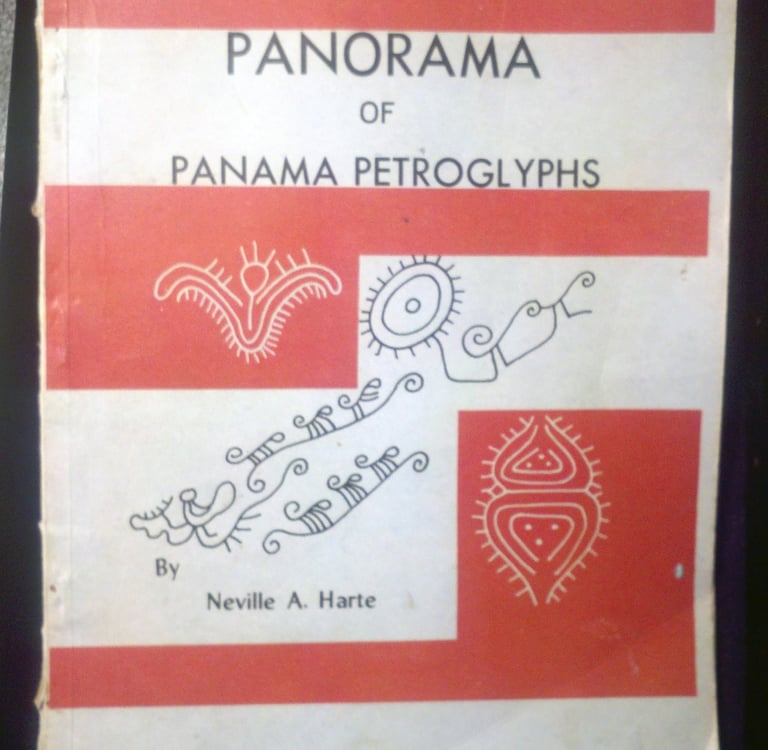 PANORAMA
OF
PANAMA PETROGLYPHS
By
Neville A. Harte